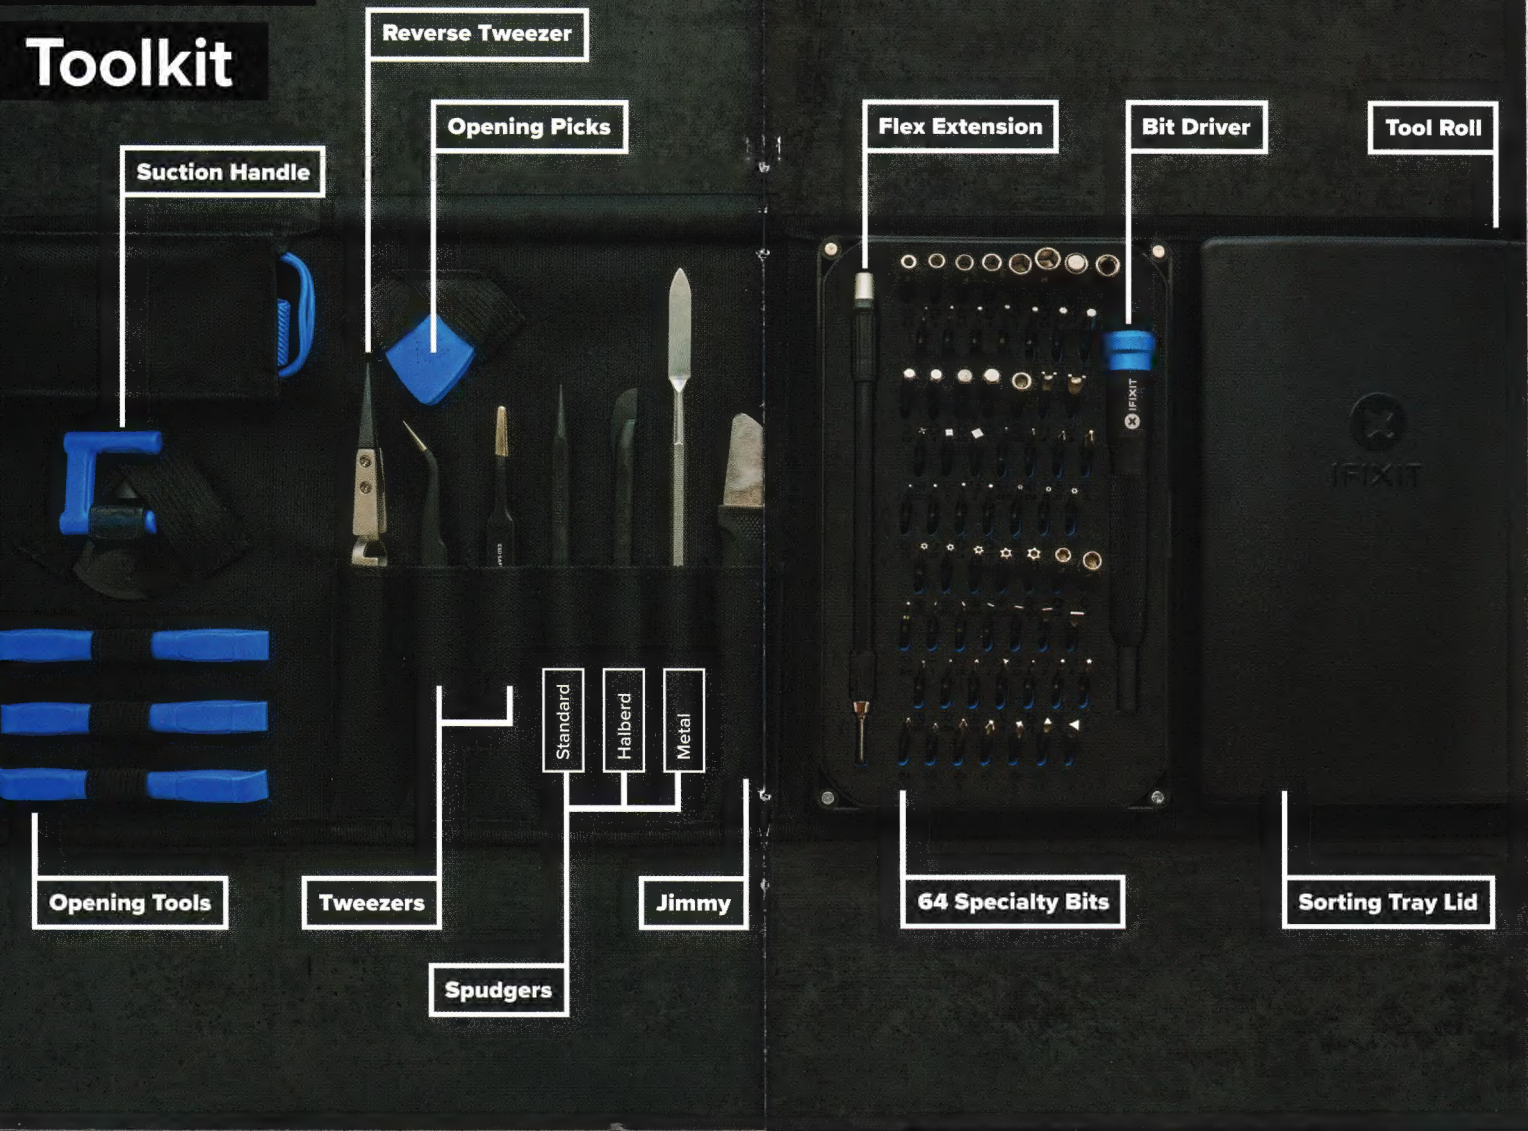 Toolkit
Reverse Tweezer
Opening Picks
Suction Handle
Flex Extension
Bit Driver
Tool Roll
IFIXIT
IFIXIT
Standard
Halberd
Metal
Opening Tools
Tweezers
Jimmy
64 Specialty Bits
Sorting Tray Lid
Spudgers